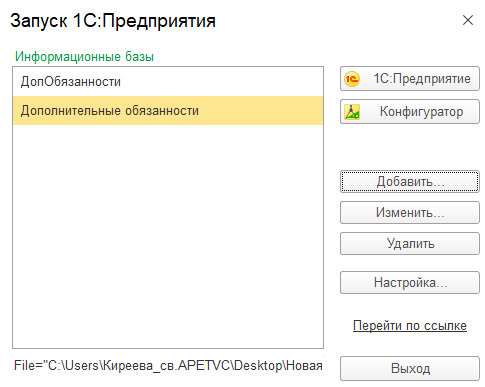 Запуск 1С:Предприятия
Информационные базы
ДопОбязанности
Дополнительные обязанности
1С:Предприятие
Конфигуратор
Добавить...
Изменить...
Удалить
Настройка...
Перейти по ссылке
File="C:\Users\Киреева_св.APETVC\Desktop\Новая
Выход